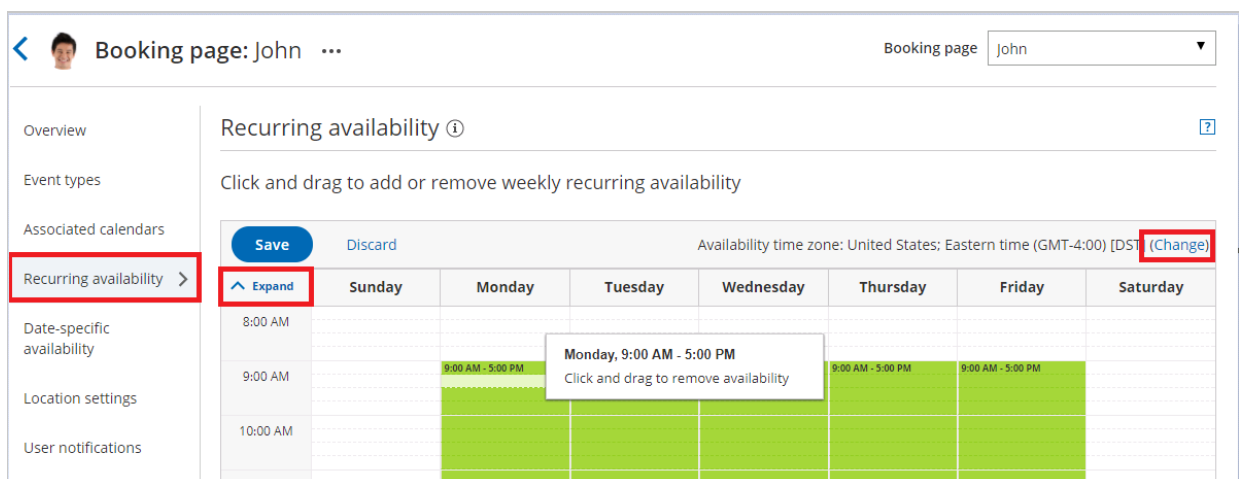 Booking page: John ...
Booking page John
Overview
Event types
Associated calendars
Recurring availability
Date-specific
availability
Location settings
User notifications
Recurring availability
?
Click and drag to add or remove weekly recurring availability
Save Discard Availability time zone: United States; Eastern time (GMT-4:00) [DST] (Change)
Expand Sunday Monday Tuesday Wednesday Thursday Friday Saturday
8:00 AM
Monday, 9:00 AM - 5:00 PM
Click and drag to remove availability
9:00 AM 9:00 AM - 5:00 PM 9:00 AM - 5:00 PM 9:00 AM - 5:00 PM
10:00 AM